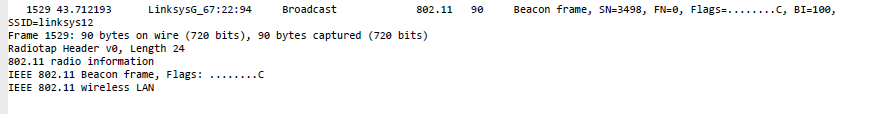 1529 43.712193 LinksysG_67:22:94 Broadcast 802.11 90 Beacon frame, SN=3498, FN=0, Flags=........C, BI=100,
SSID=linksys12
Frame 1529: 90 bytes on wire (720 bits), 90 bytes captured (720 bits)
Radiotap Header v0, Length 24
802.11 radio information
IEEE 802.11 Beacon frame, Flags: ........C
IEEE 802.11 wireless LAN